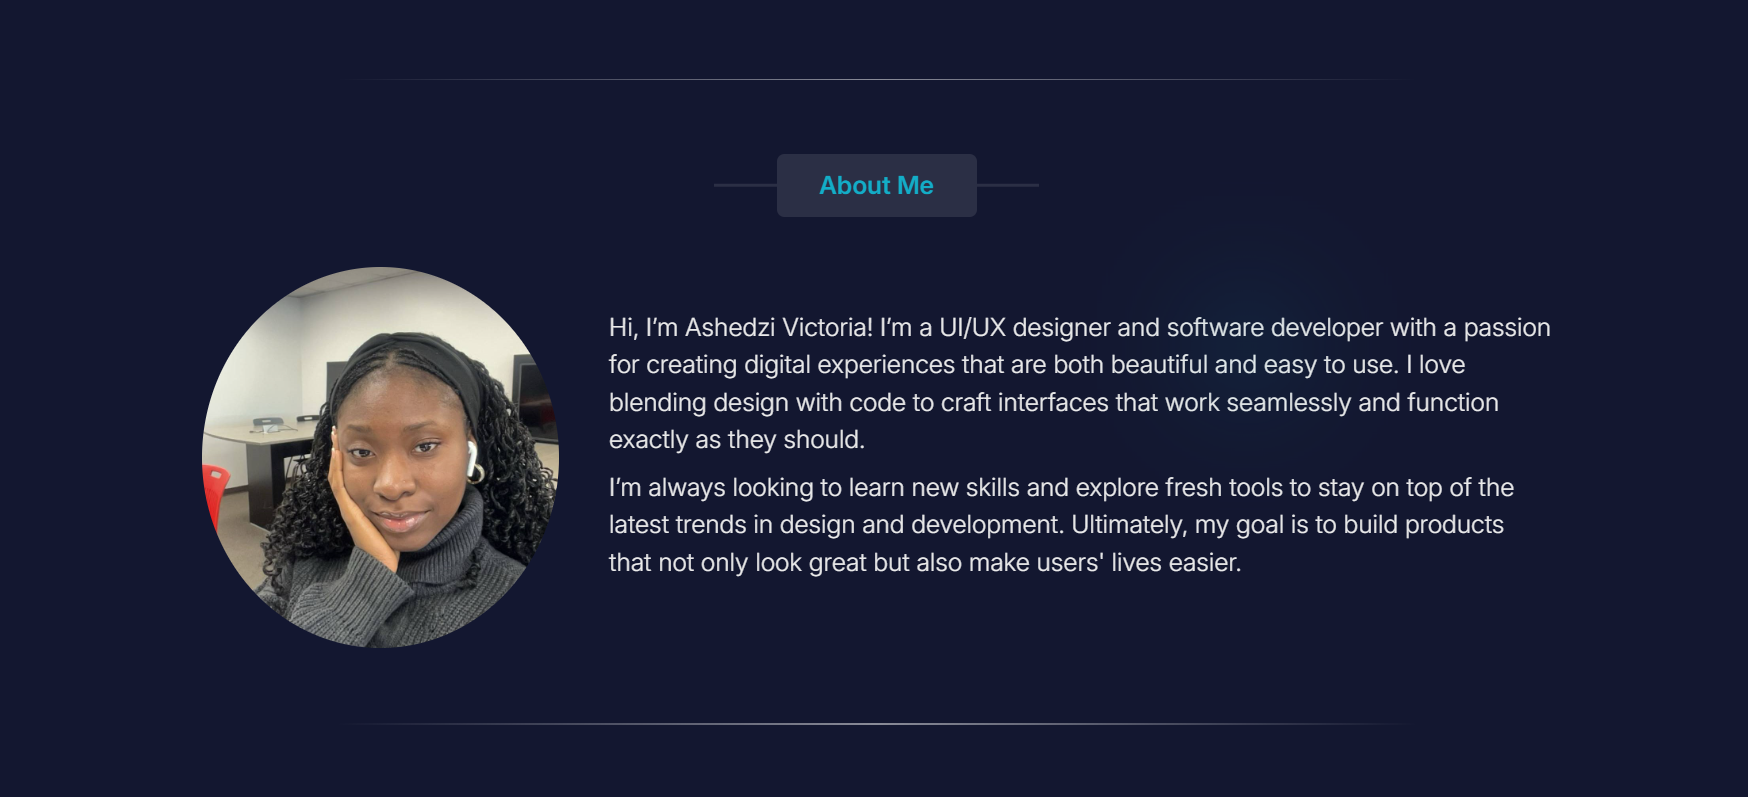 About Me
Hi, I’m Ashedzi Victoria! I’m a UI/UX designer and software developer with a passion
for creating digital experiences that are both beautiful and easy to use. I love
blending design with code to craft interfaces that work seamlessly and function
exactly as they should.
I’m always looking to learn new skills and explore fresh tools to stay on top of the
latest trends in design and development. Ultimately, my goal is to build products
that not only look great but also make users' lives easier.